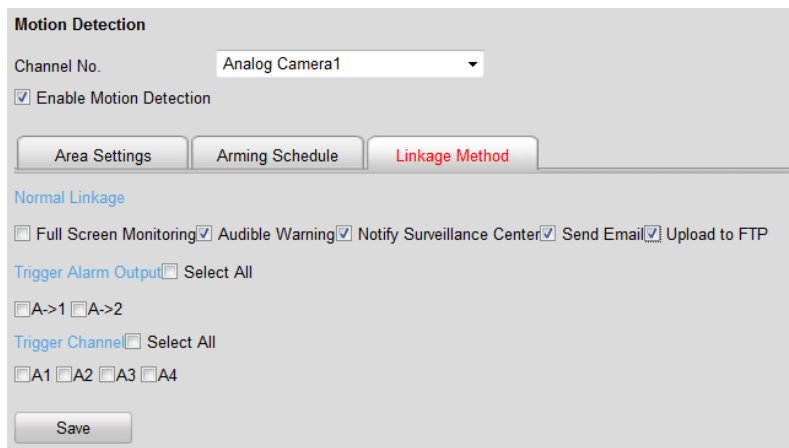 Motion Detection
Channel No. Analog Camera1
Enable Motion Detection
Area Settings Arming Schedule Linkage Method
Normal Linkage
Full Screen Monitoring Audible Warning Notify Surveillance Center Send Email Upload to FTP
Trigger Alarm Output Select All
A->1 A->2
Trigger Channel Select All
A1 A2 A3 A4
Save